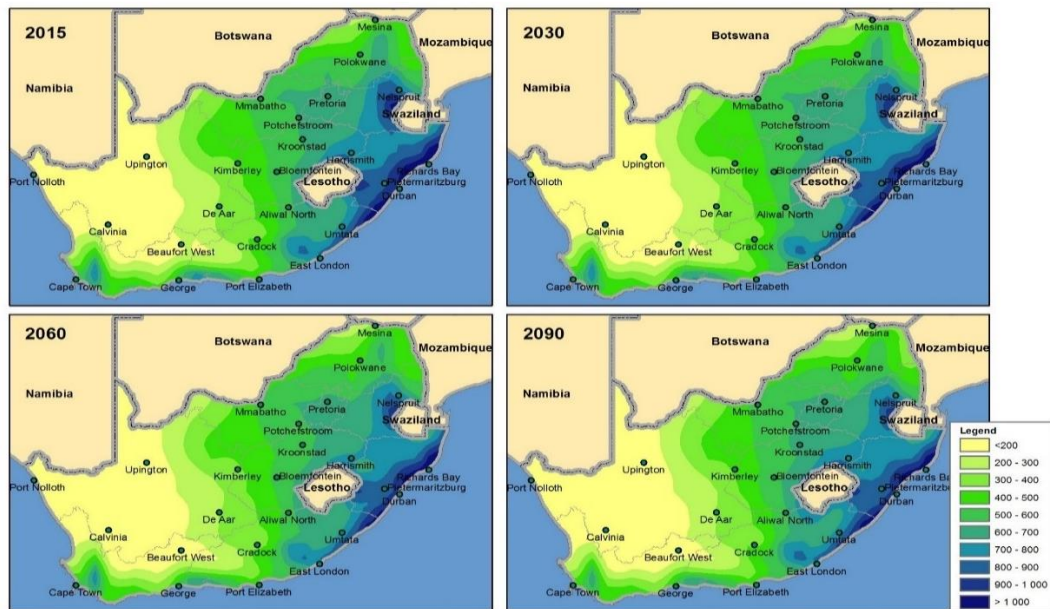 2015
Botswana
Mozambique
Namibia
Mesina
Polokwane
Mmabatho
Pretoria
Nelspruit
Swaziland
Potchefstroom
Kroonstad
Upington
Harrismith
Kimberley
Bloemfontein
Richards Bay
Port Nolloth
Lesotho
Pietermaritzburg
Durban
De Aar
Aliwal North
Calvinia
Umtata
Beaufort West
Cradock
East London
Cape Town
George
Port Elizabeth
2030
Botswana
Mozambique
Namibia
Mesina
Polokwane
Mmabatho
Pretoria
Nelspruit
Swaziland
Potchefstroom
Kroonstad
Upington
Harrismith
Kimberley
Bloemfontein
Richards Bay
Port Nolloth
Lesotho
Pietermaritzburg
Durban
De Aar
Aliwal North
Calvinia
Umtata
Beaufort West
Cradock
East London
Cape Town
George
Port Elizabeth
2060
Botswana
Mozambique
Namibia
Mesina
Polokwane
Mmabatho
Pretoria
Nelspruit
Swaziland
Potchefstroom
Kroonstad
Upington
Harrismith
Kimberley
Bloemfontein
Richards Bay
Port Nolloth
Lesotho
Pietermaritzburg
Durban
De Aar
Aliwal North
Calvinia
Umtata
Beaufort West
Cradock
East London
Cape Town
George
Port Elizabeth
2090
Botswana
Mozambique
Namibia
Mesina
Polokwane
Mmabatho
Pretoria
Nelspruit
Swaziland
Potchefstroom
Kroonstad
Upington
Harrismith
Kimberley
Bloemfontein
Richards Ba
Port Nolloth
Lesotho
Pietermaritzbu
Durban
De Aar
Aliwal North
Calvinia
Umtata
Beaufort West
Cradock
East London
Cape Town
George
Port Elizabeth
Legend
<200
200 - 300
300 - 400
400 - 500
500 - 600
600 - 700
700 - 800
800 - 900
900 - 1 000
> 1 000